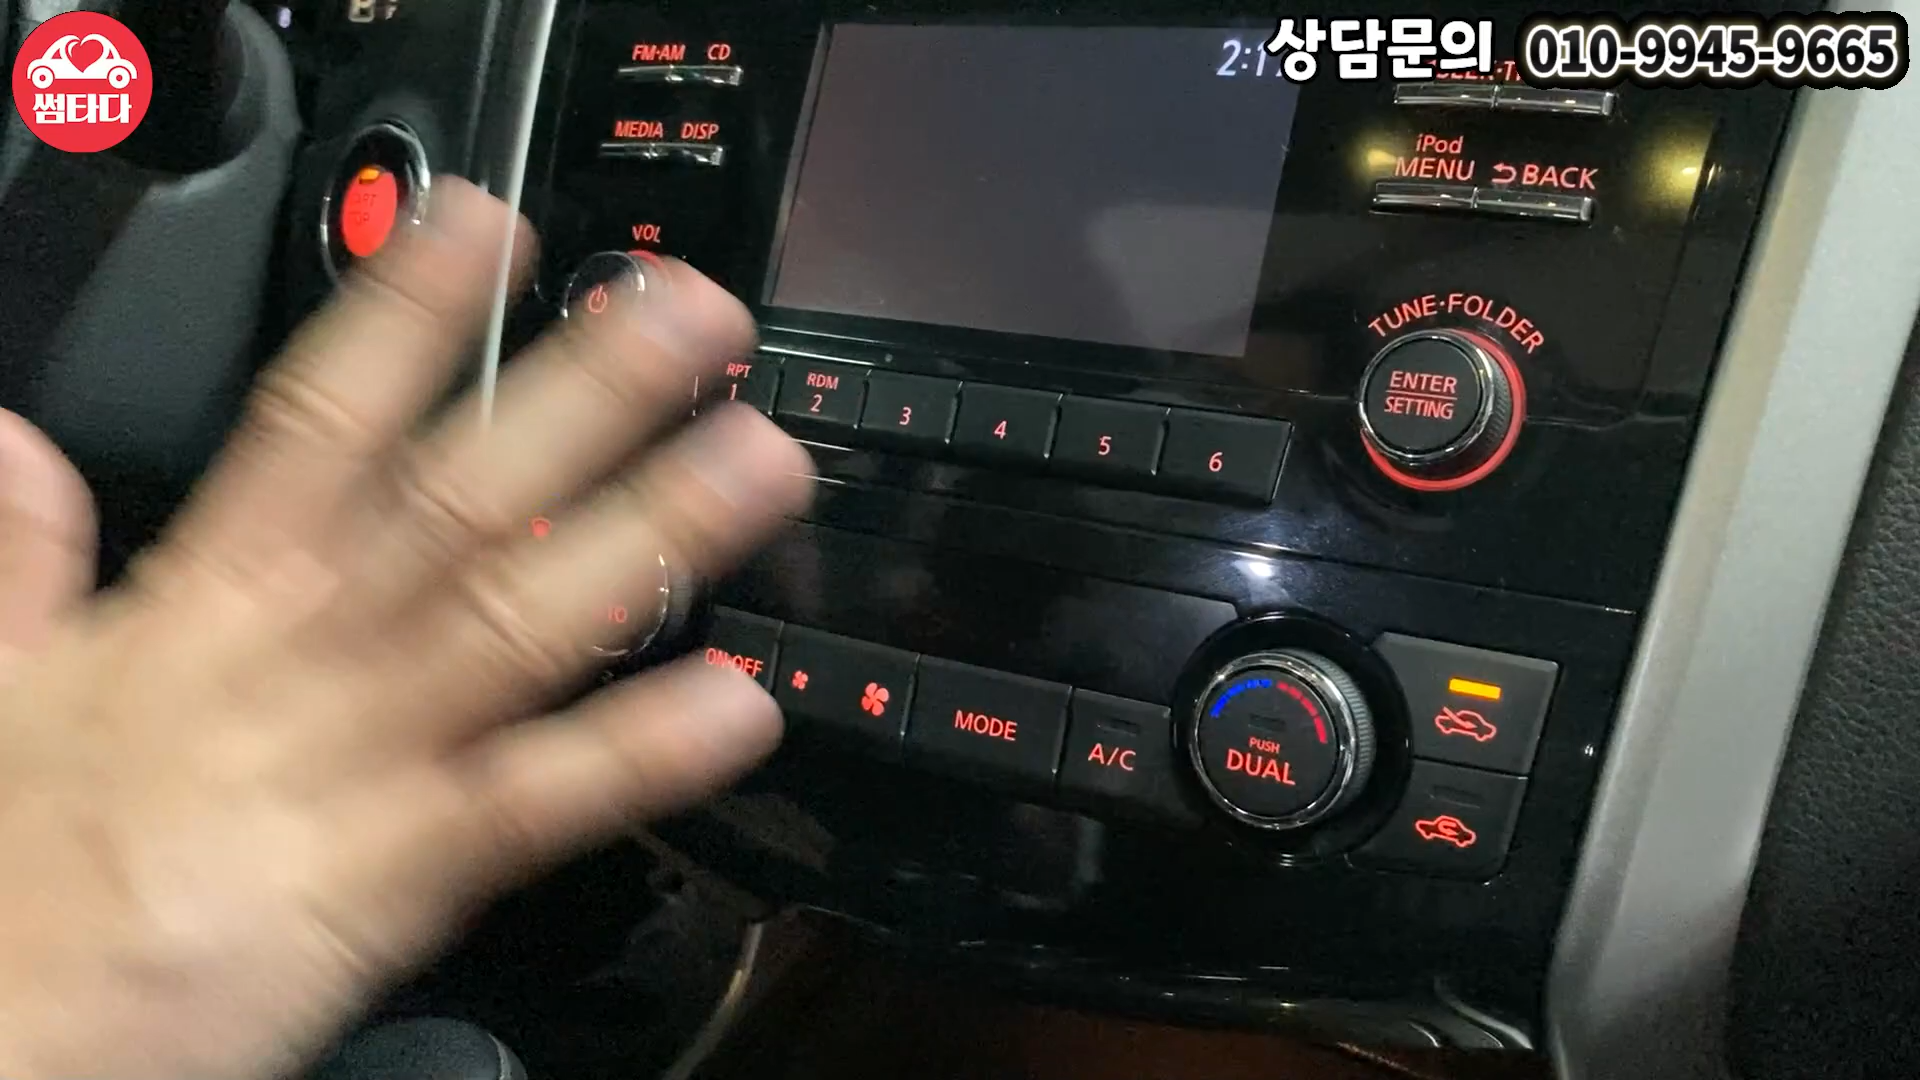 썸타다
상담문의 010-9945-9665
FM·AM CD
MEDIA DISP
VOL
iPod
MENU BACK
TUNE·FOLDER
ENTER
SETTING
RPT
1
RDM
2
3
4
5
6
ON·OFF
MODE
A/C
PUSH
DUAL